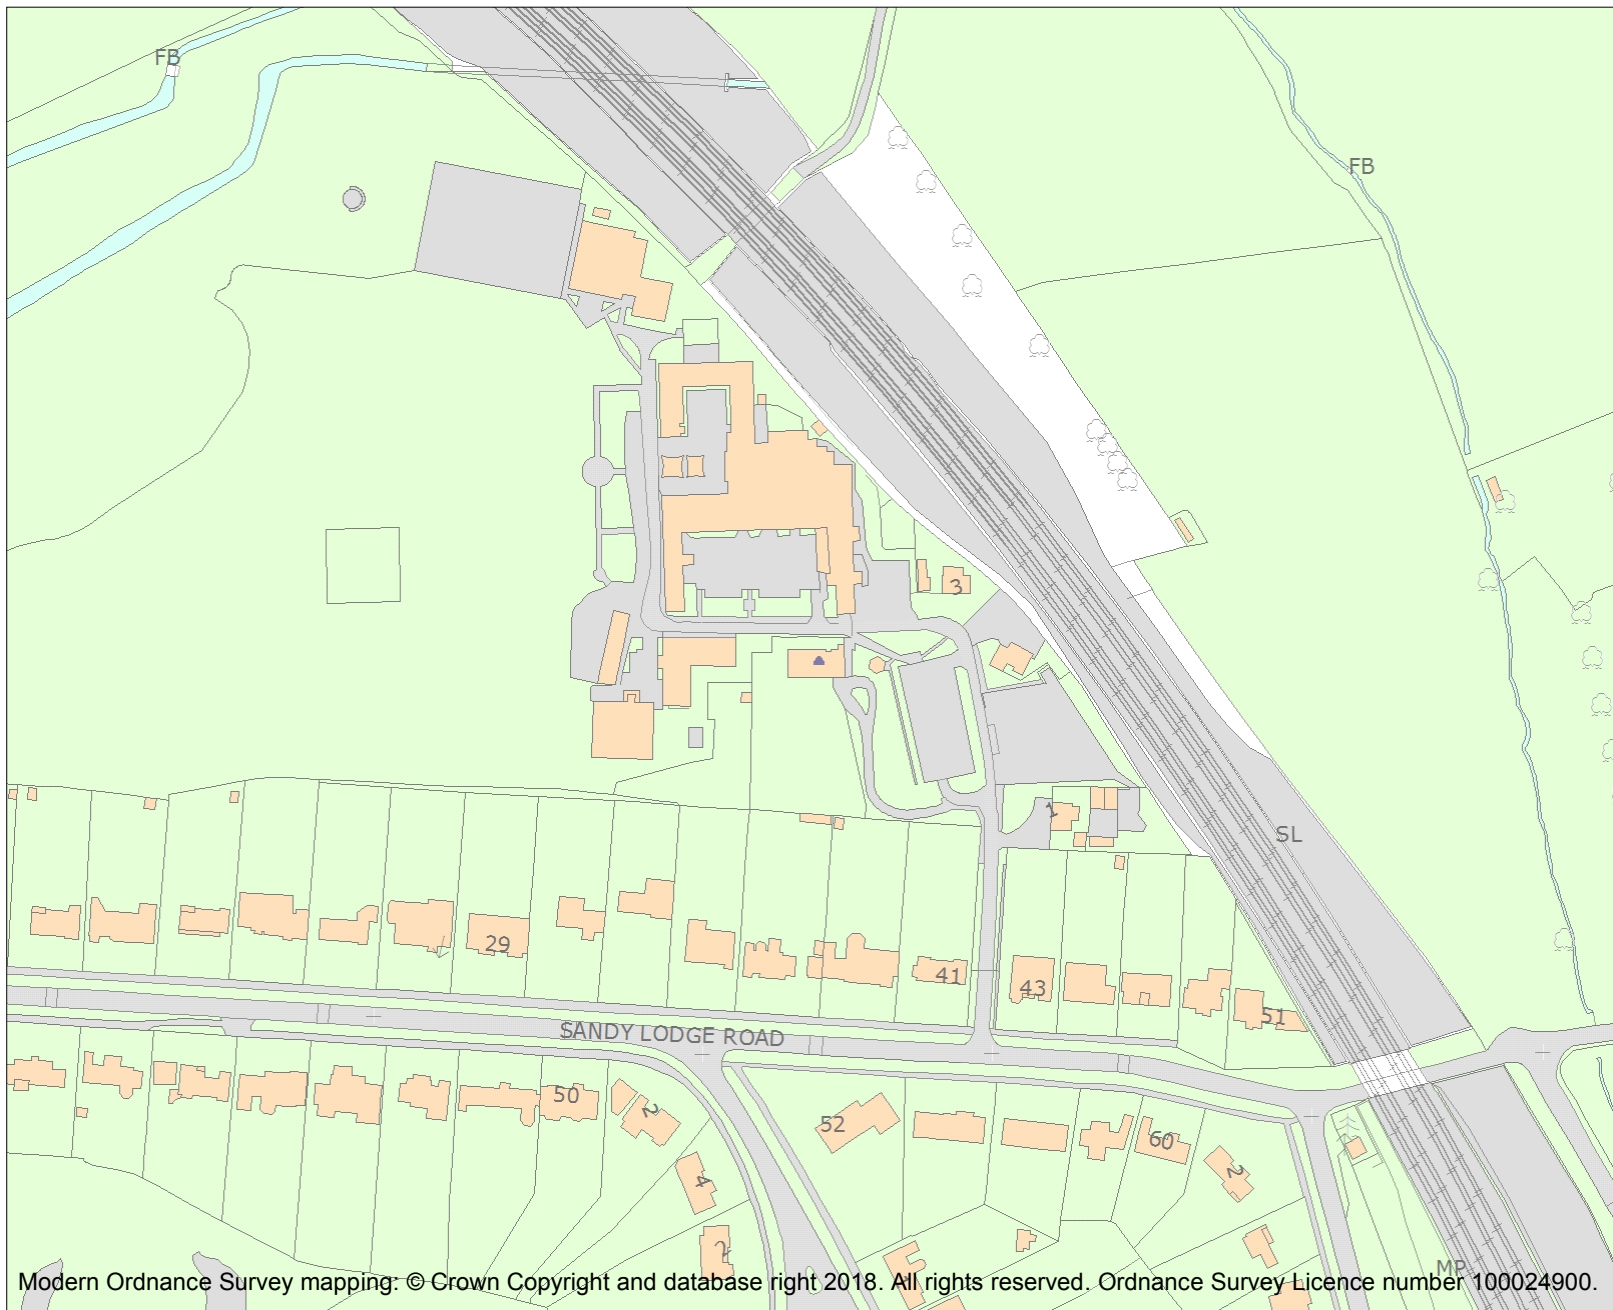 FB
FB
3
1
SL
29
41
43
51
SANDY LODGE ROAD
50
2
52
60
4
2
2
MP
Modern Ordnance Survey mapping: © Crown Copyright and database right 2018. All rights reserved. Ordnance Survey Licence number 100024900.